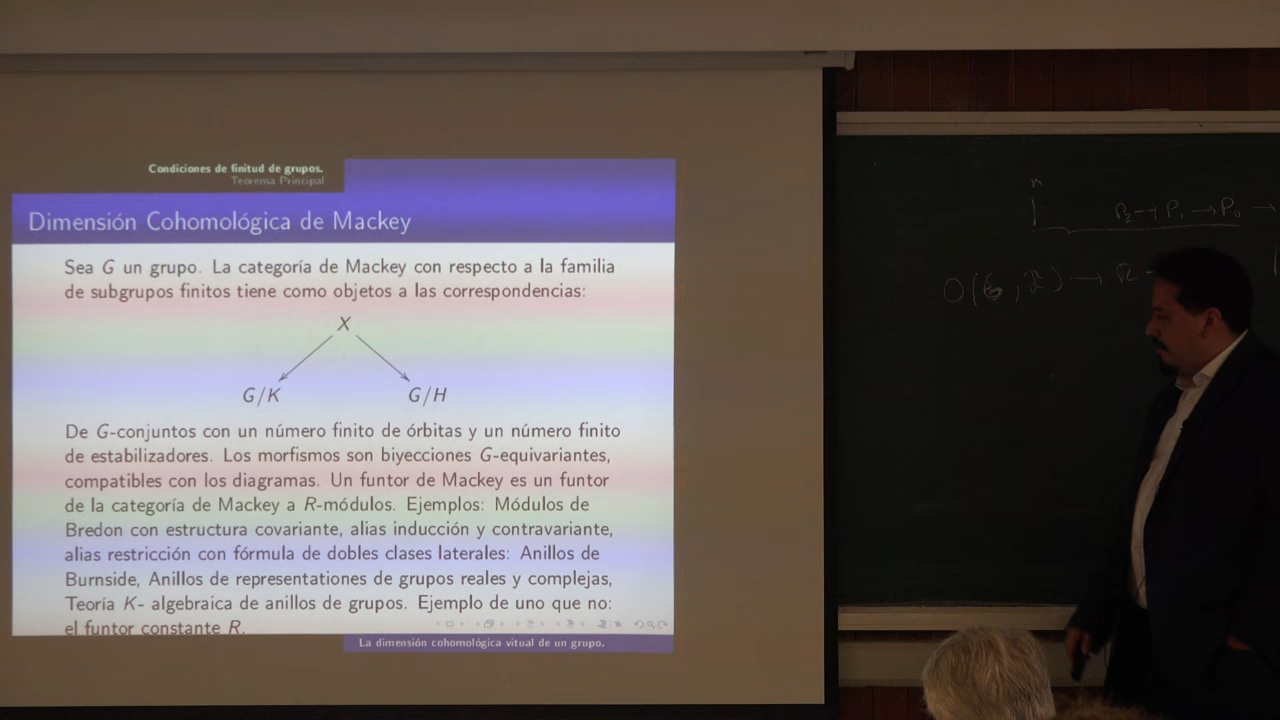 Condiciones de finitud de grupos.
Teorema Principal
Dimensión Cohomológica de Mackey
Sea G un grupo. La categoría de Mackey con respecto a la familia
de subgrupos finitos tiene como objetos a las correspondencias:
X
G/K G/H
De G-conjuntos con un número finito de órbitas y un número finito
de estabilizadores. Los morfismos son biyecciones G-equivariantes,
compatibles con los diagramas. Un funtor de Mackey es un funtor
de la categoría de Mackey a R-módulos. Ejemplos: Módulos de
Bredon con estructura covariante, alias inducción y contravariante,
alias restricción con fórmula de dobles clases laterales: Anillos de
Burnside, Anillos de representationes de grupos reales y complejas,
Teoría K- algebraica de anillos de grupos. Ejemplo de uno que no:
el funtor constante R.
La dimensión cohomológica vitual de un grupo.
n
P₂ → P₁ → P₀ →